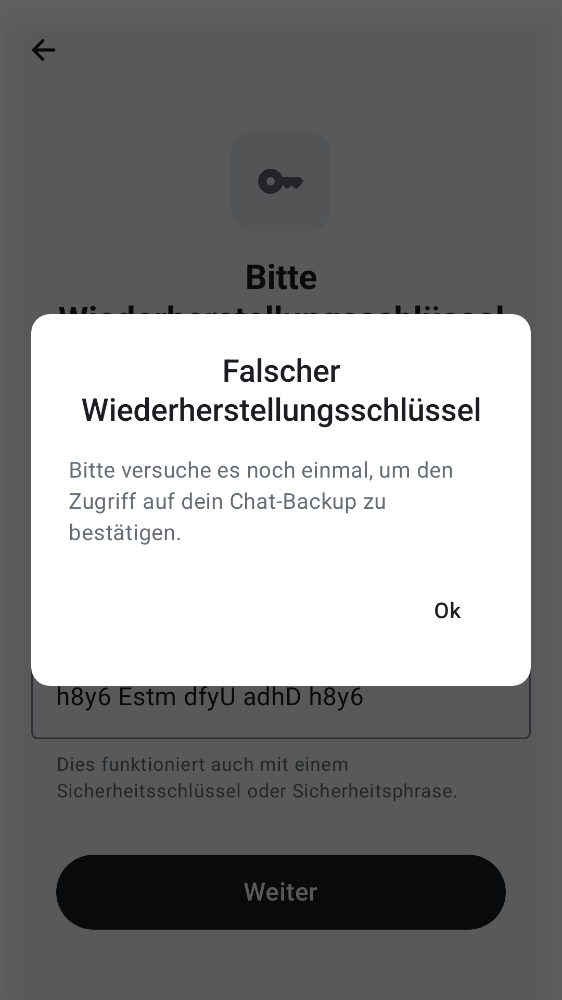 Bitte
Falscher
Wiederherstellungsschlüssel
Bitte versuche es noch einmal, um den
Zugriff auf dein Chat-Backup zu
bestätigen.
Ok
h8y6 Estm dfyU adhD h8y6
Dies funktioniert auch mit einem
Sicherheitsschlüssel oder Sicherheitsphrase.
Weiter